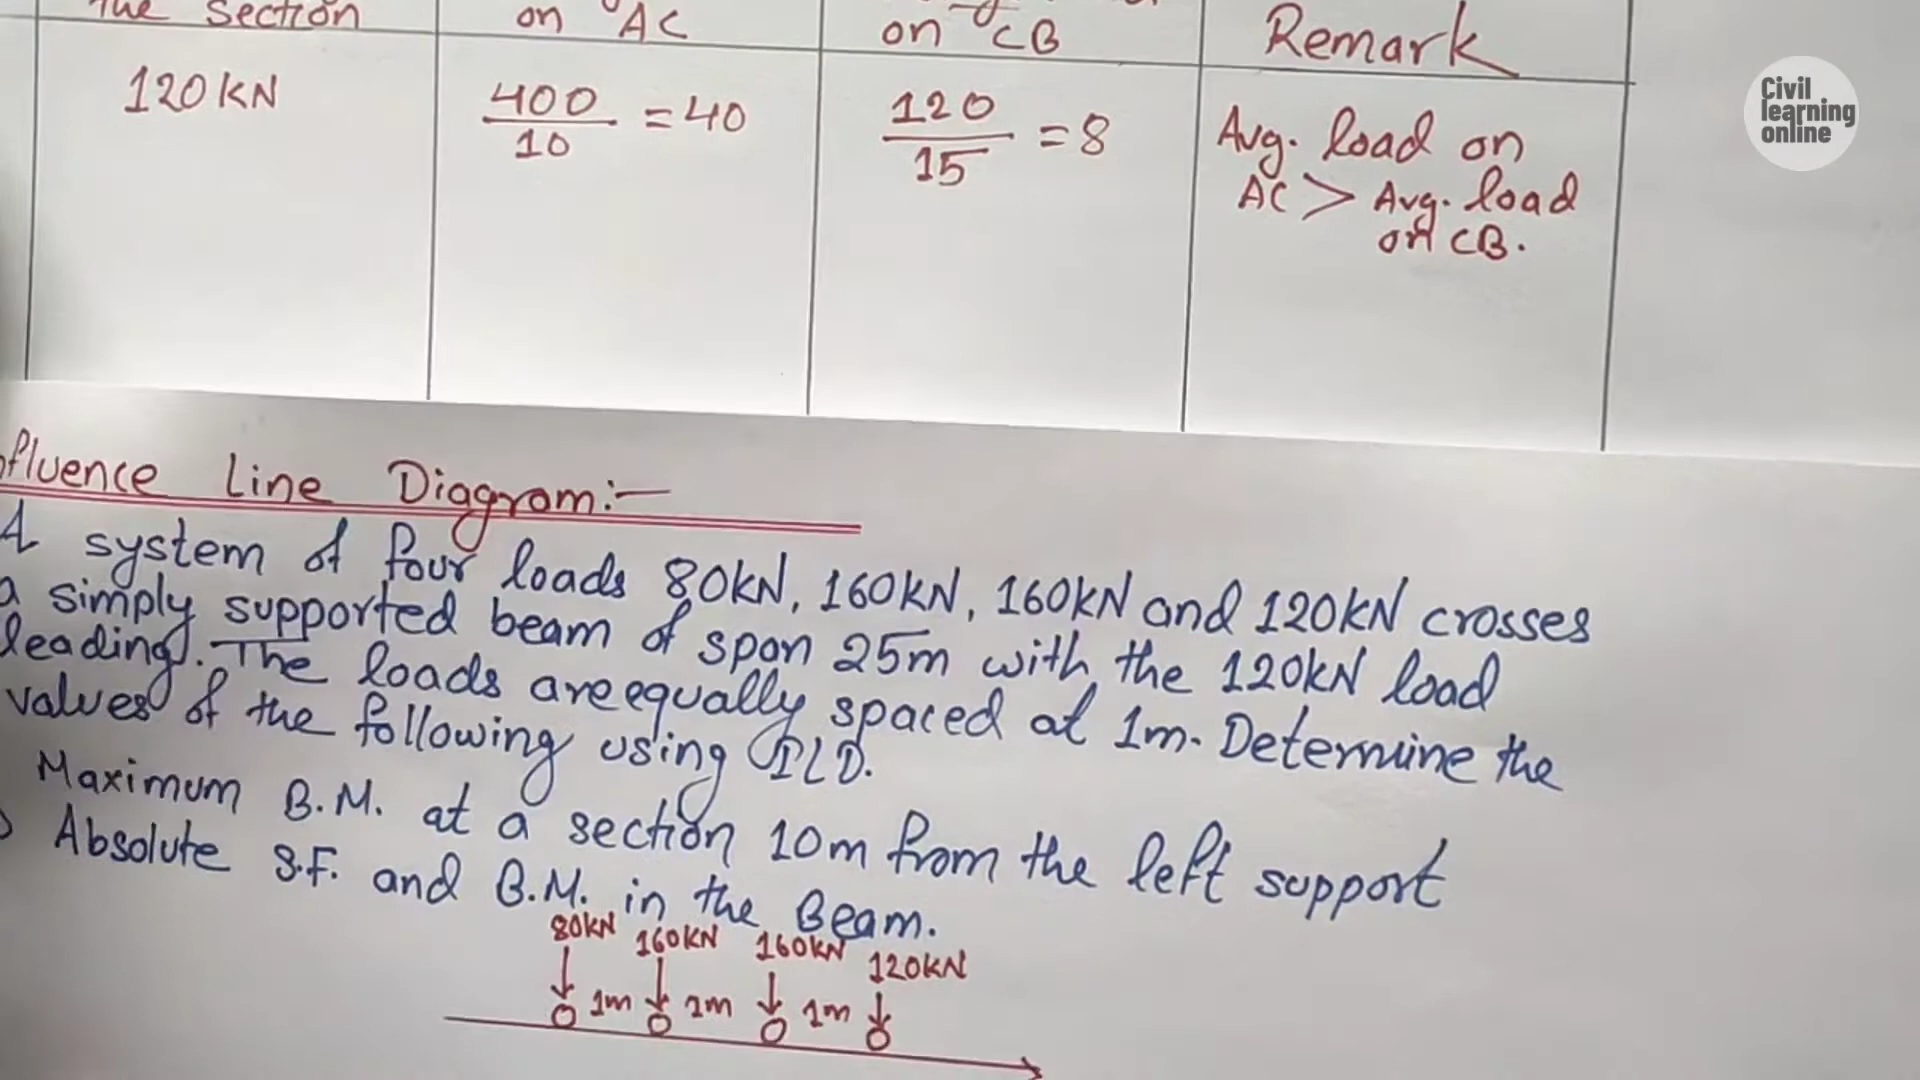 the section on AC on CB Remark
120KN 400/10 = 40 120/15 = 8 Avg. load on
AC > Avg. load
on CB.
Civil
learning
online
fluence Line Diagram:-
A system of four loads 80kN, 160kN, 160kN and 120kN crosses
a simply supported beam of span 25m with the 120kN load
leading. The loads are equally spaced at 1m. Determine the
values of the following using ILD.
Maximum B.M. at a section 10m from the left support
Absolute S.F. and B.M. in the Beam.
80KN 160KN 160KN 120KN
1m 1m 1m